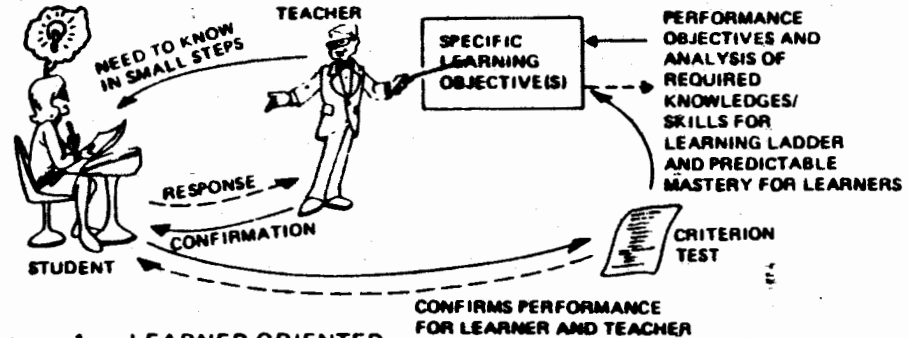 TEACHER
NEED TO KNOW
IN SMALL STEPS
SPECIFIC
LEARNING
OBJECTIVE(S)
PERFORMANCE
OBJECTIVES AND
ANALYSIS OF
REQUIRED
KNOWLEDGES/
SKILLS FOR
LEARNING LADDER
AND PREDICTABLE
MASTERY FOR LEARNERS
RESPONSE
CONFIRMATION
STUDENT
CRITERION
TEST
CONFIRMS PERFORMANCE
FOR LEARNER AND TEACHER
LEARNER ORIENTED